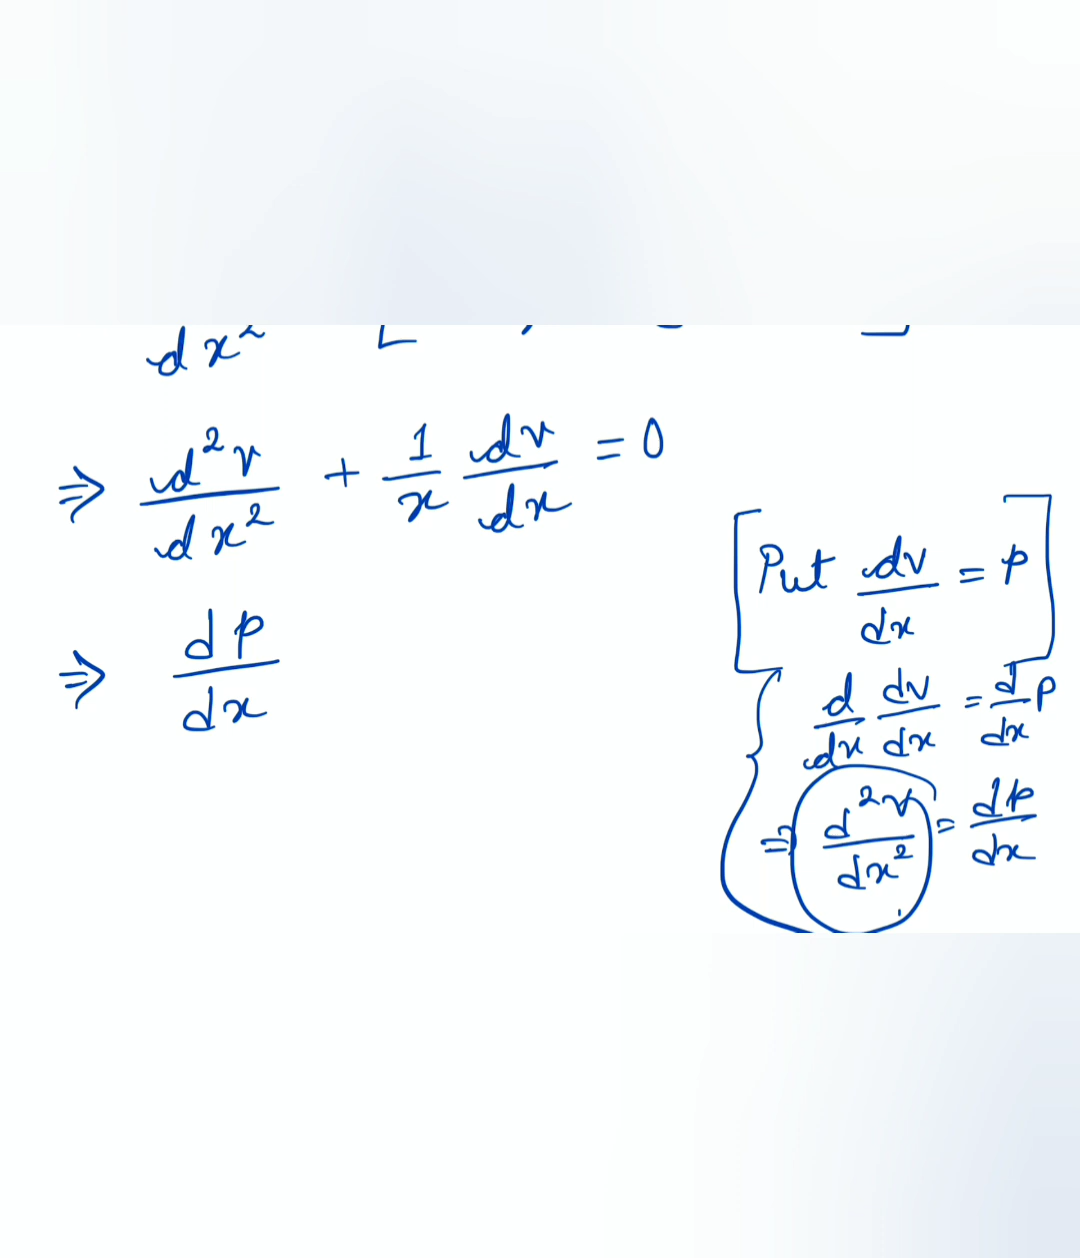 dx²
⇒ d²v/dx² + 1/x dv/dx = 0
[Put dv/dx = p]
⇒ dp/dx
d/dx dv/dx = d/dx p
⇒ d²v/dx² = dp/dx